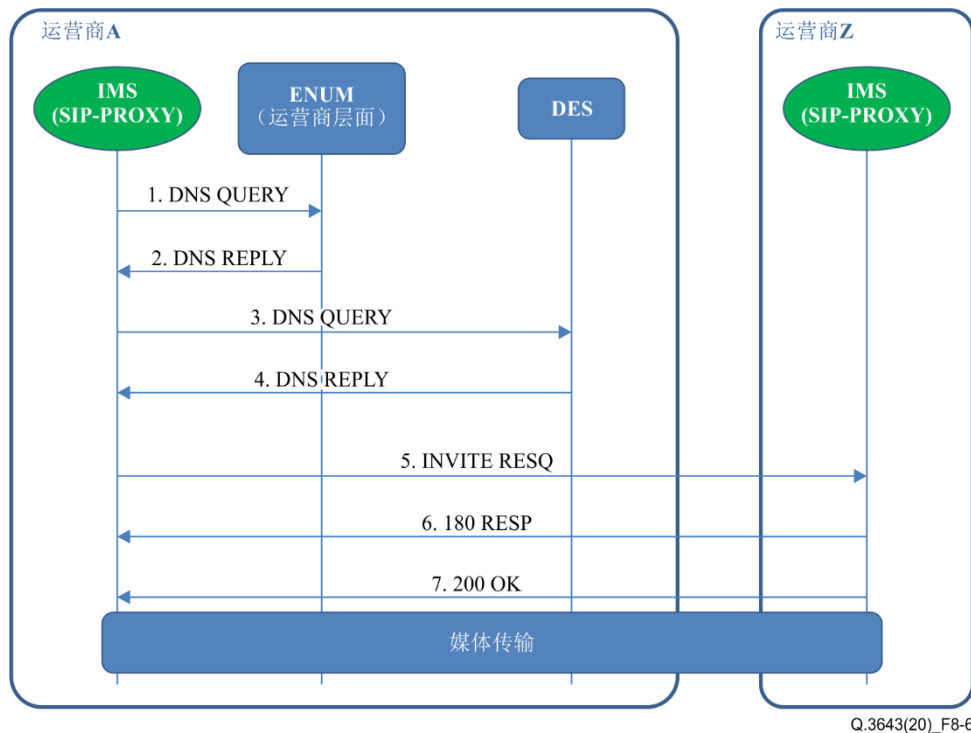 运营商A
运营商Z
IMS
(SIP-PROXY)
ENUM
（运营商层面）
DES
IMS
(SIP-PROXY)
1. DNS QUERY
2. DNS REPLY
3. DNS QUERY
4. DNS REPLY
5. INVITE RESQ
6. 180 RESP
7. 200 OK
媒体传输
Q.3643(20)_F8-6